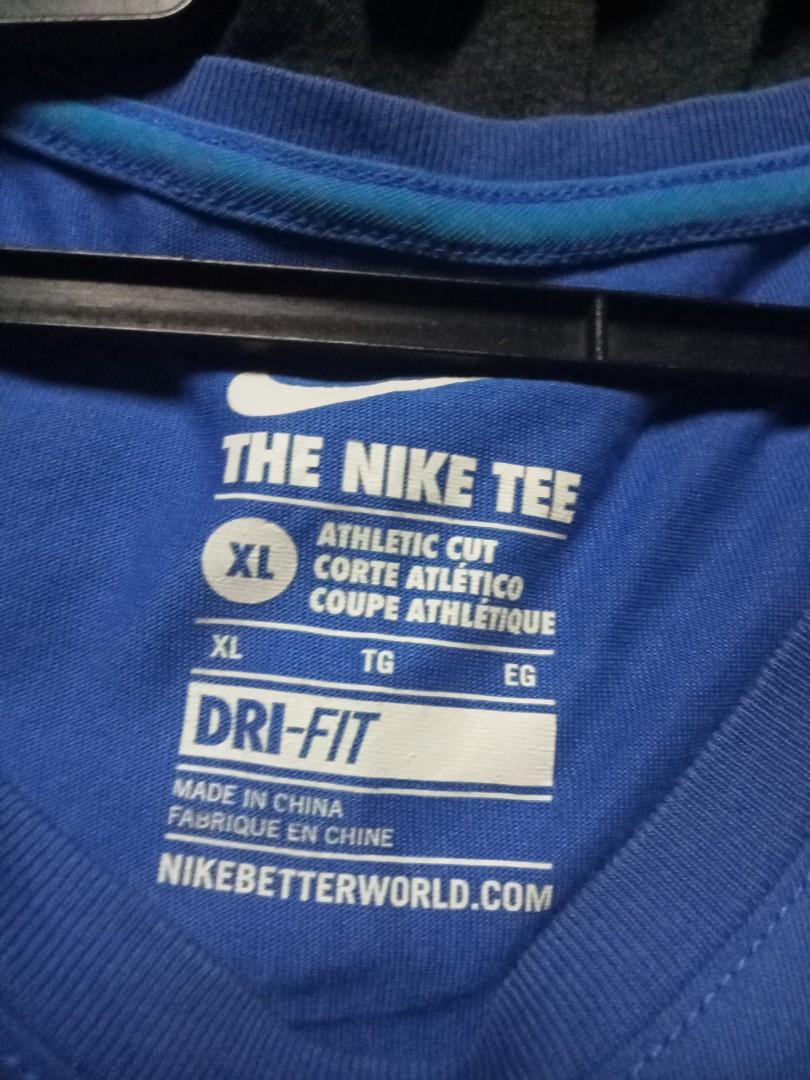 THE NIKE TEE
XL
ATHLETIC CUT
CORTE ATLÉTICO
COUPE ATHLÉTIQUE
XL TG EG
DRI-FIT
MADE IN CHINA
FABRIQUE EN CHINE
NIKEBETTERWORLD.COM